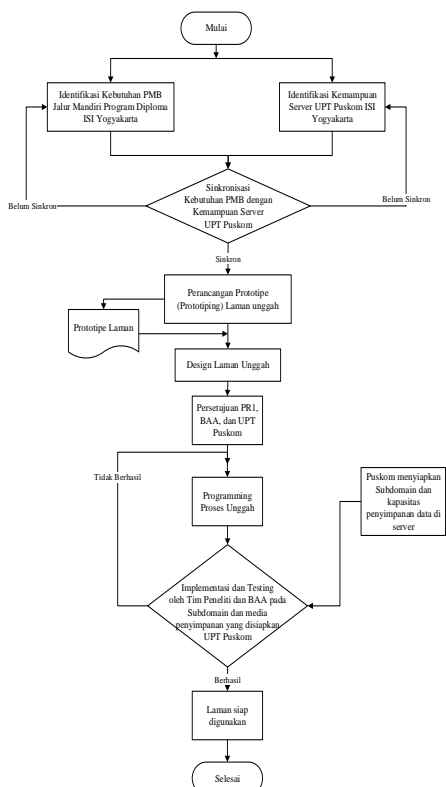 Mulai
Identifikasi Kebutuhan PMB
Jalur Mandiri Program Diploma
ISI Yogyakarta
Identifikasi Kemampuan
Server UPT Puskom ISI
Yogyakarta
Belum Sinkron
Sinkronisasi
Kebutuhan PMB dengan
Kemampuan Server
UPT Puskom
Belum Sinkron
Sinkron
Perancangan Prototipe
(Prototiping) Laman unggah
Prototipe Laman
Design Laman Unggah
Persetujuan PR1,
BAA, dan UPT
Puskom
Tidak Berhasil
Programming
Proses Unggah
Puskom menyiapkan
Subdomain dan
kapasitas
penyimpanan data di
server
Implementasi dan Testing
oleh Tim Peneliti dan BAA pada
Subdomain dan media
penyimpanan yang disiapkan
UPT Puskom
Berhasil
Laman siap
digunakan
Selesai